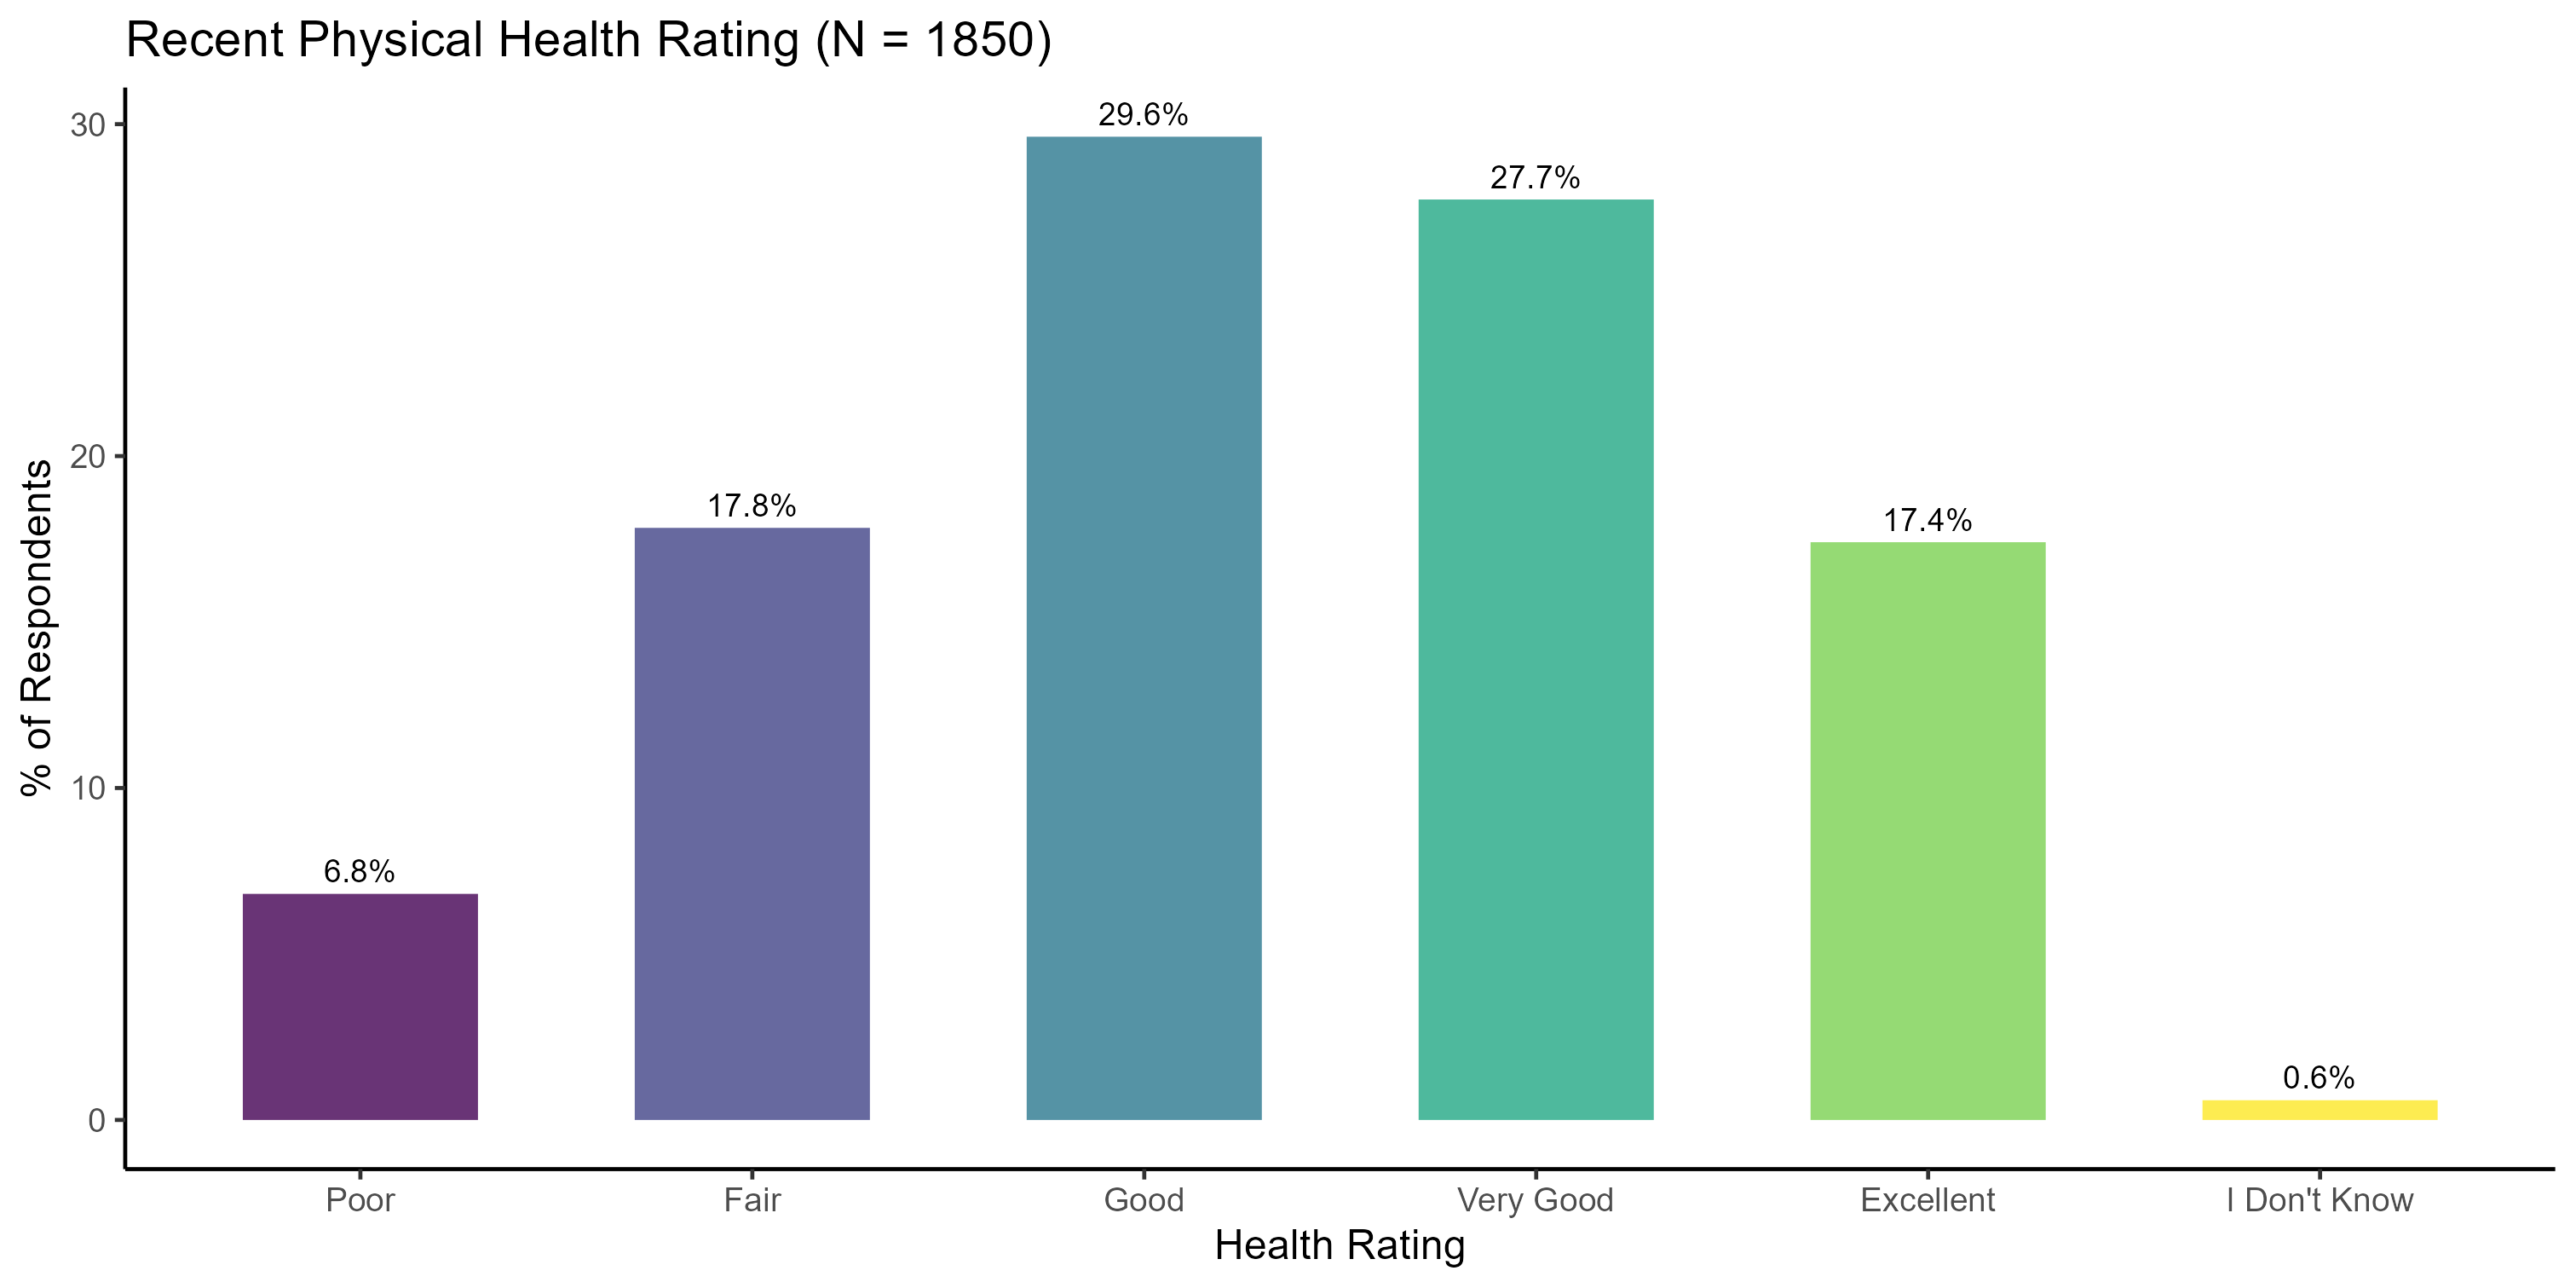 Recent Physical Health Rating (N = 1850)
% of Respondents
30
20
10
0
6.8%
17.8%
29.6%
27.7%
17.4%
0.6%
Poor
Fair
Good
Very Good
Excellent
I Don't Know
Health Rating